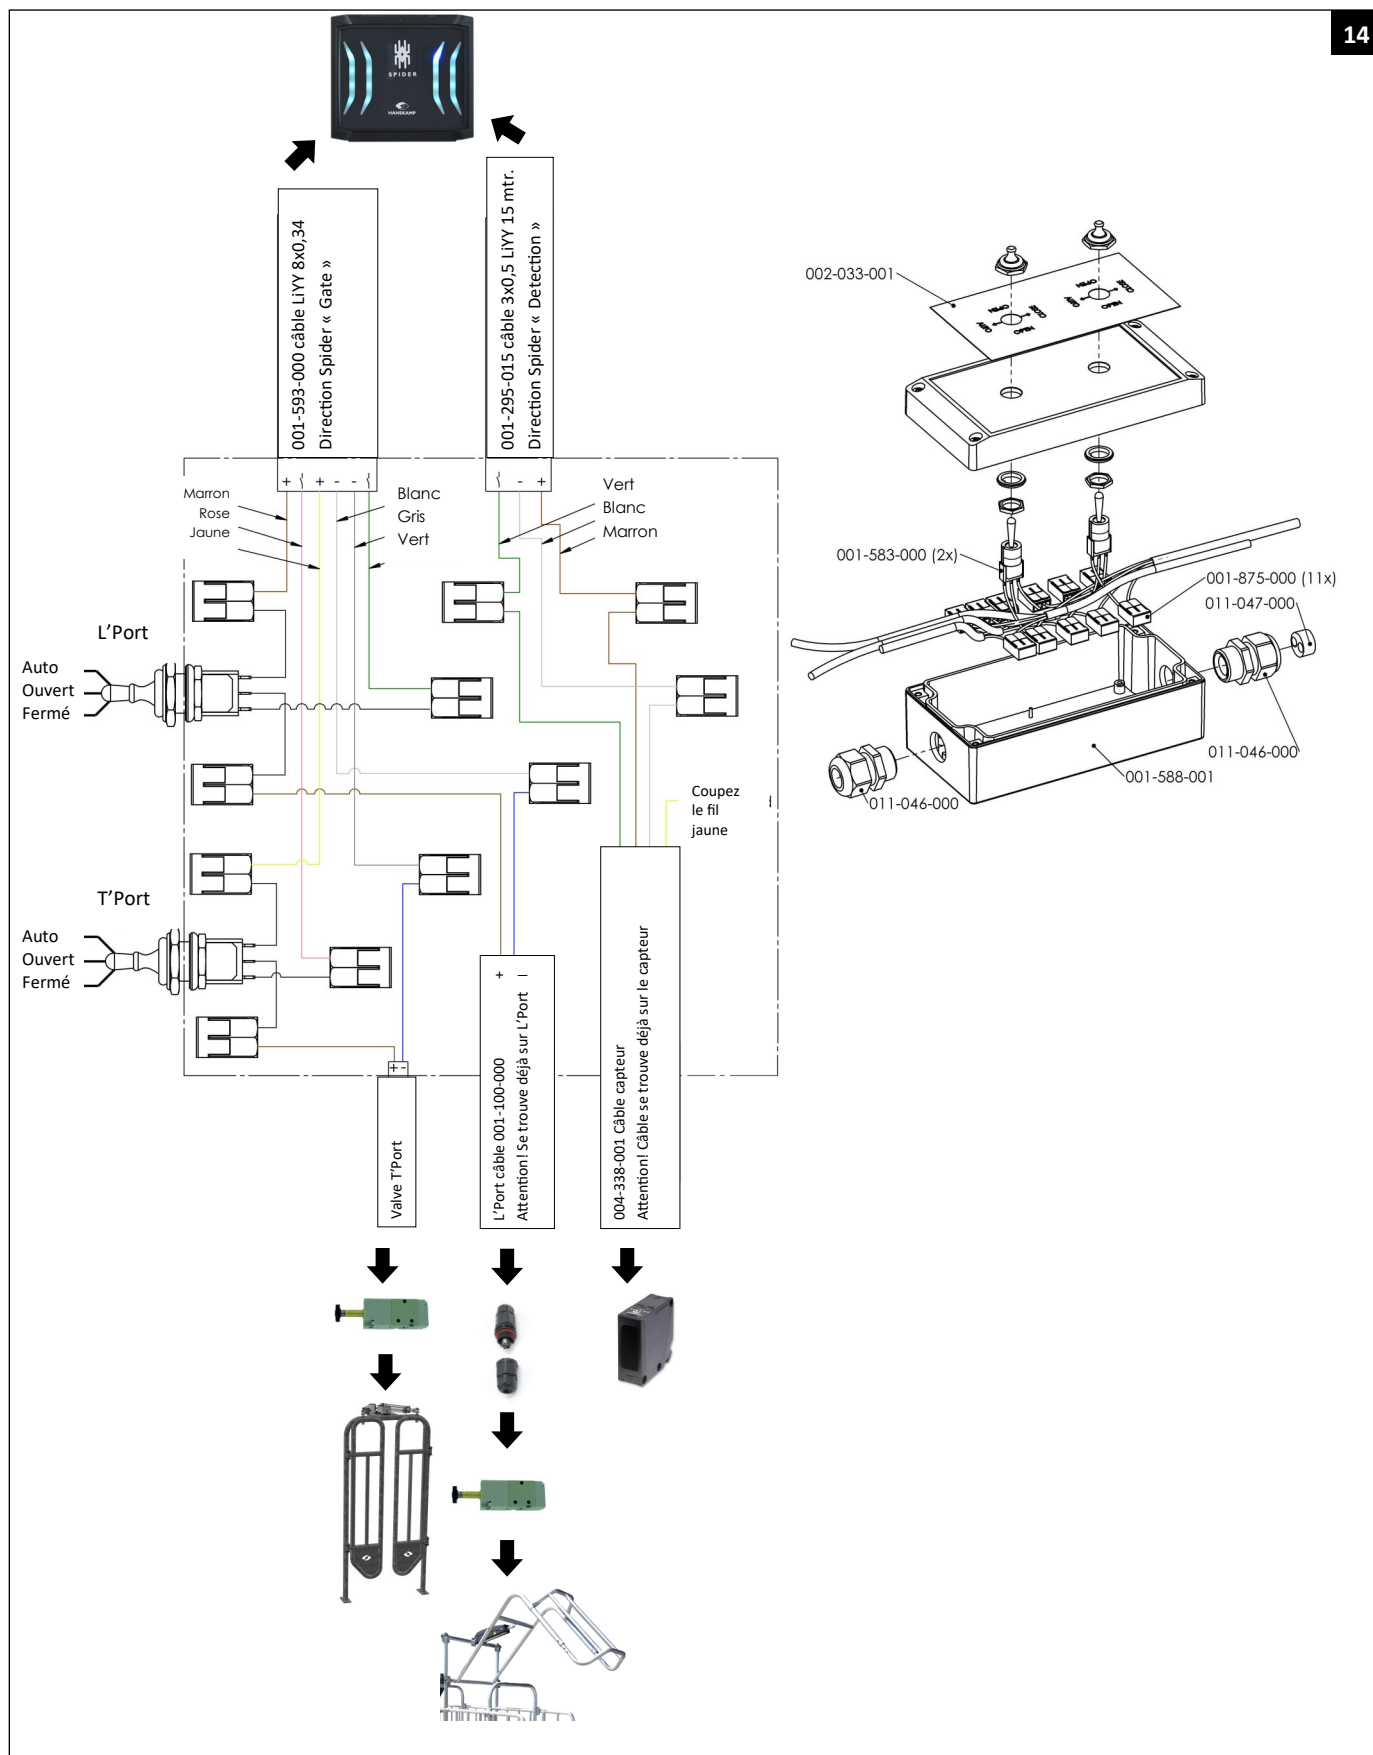 14
SPIDER
HANSKAMP
001-593-000 câble LiYY 8x0,34
Direction Spider « Gate »
001-295-015 câble 3x0,5 LiYY 15 mtr.
Direction Spider « Detection »
+
+
-
-
-
+
Marron
Rose
Jaune
Blanc
Gris
Vert
Vert
Blanc
Marron
L'Port
Auto
Ouvert
Fermé
T'Port
Auto
Ouvert
Fermé
Coupez
le fil
jaune
+ -
Valve T'Port
+ –
L'Port câble 001-100-000
Attention! Se trouve déjà sur L'Port
004-338-001 Câble capteur
Attention! Câble se trouve déjà sur le capteur
002-033-001
OPEN
CLOSE
OPEN
CLOSE
OPEN
001-583-000 (2x)
001-875-000 (11x)
011-047-000
011-046-000
001-588-001
011-046-000